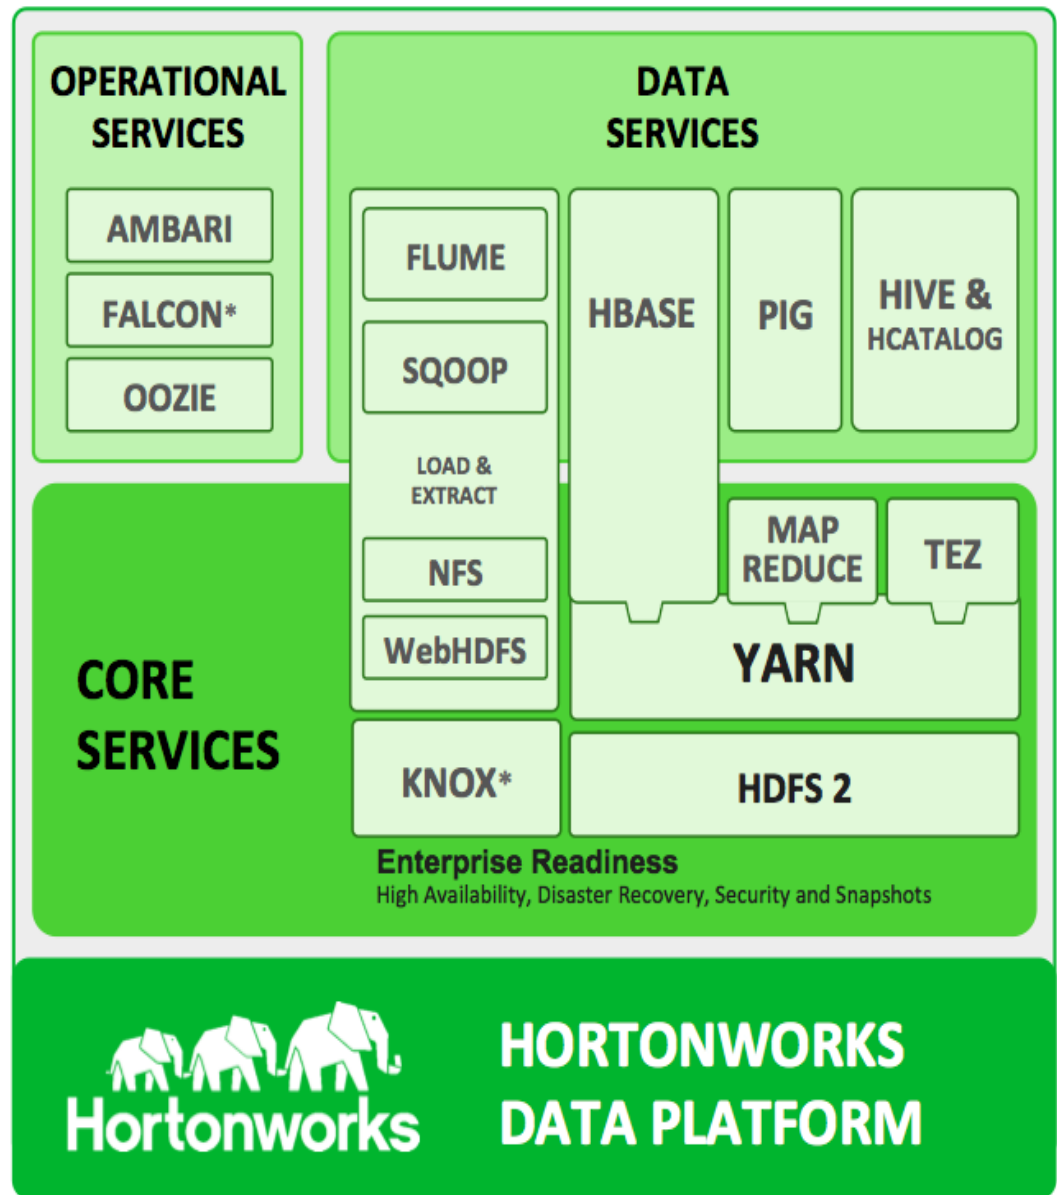 OPERATIONAL
SERVICES
AMBARI
FALCON*
OOZIE
DATA
SERVICES
FLUME
SQOOP
LOAD &
EXTRACT
NFS
WebHDFS
HBASE
PIG
HIVE &
HCATALOG
MAP
REDUCE
TEZ
YARN
CORE
SERVICES
KNOX*
HDFS 2
Enterprise Readiness
High Availability, Disaster Recovery, Security and Snapshots
Hortonworks
HORTONWORKS
DATA PLATFORM